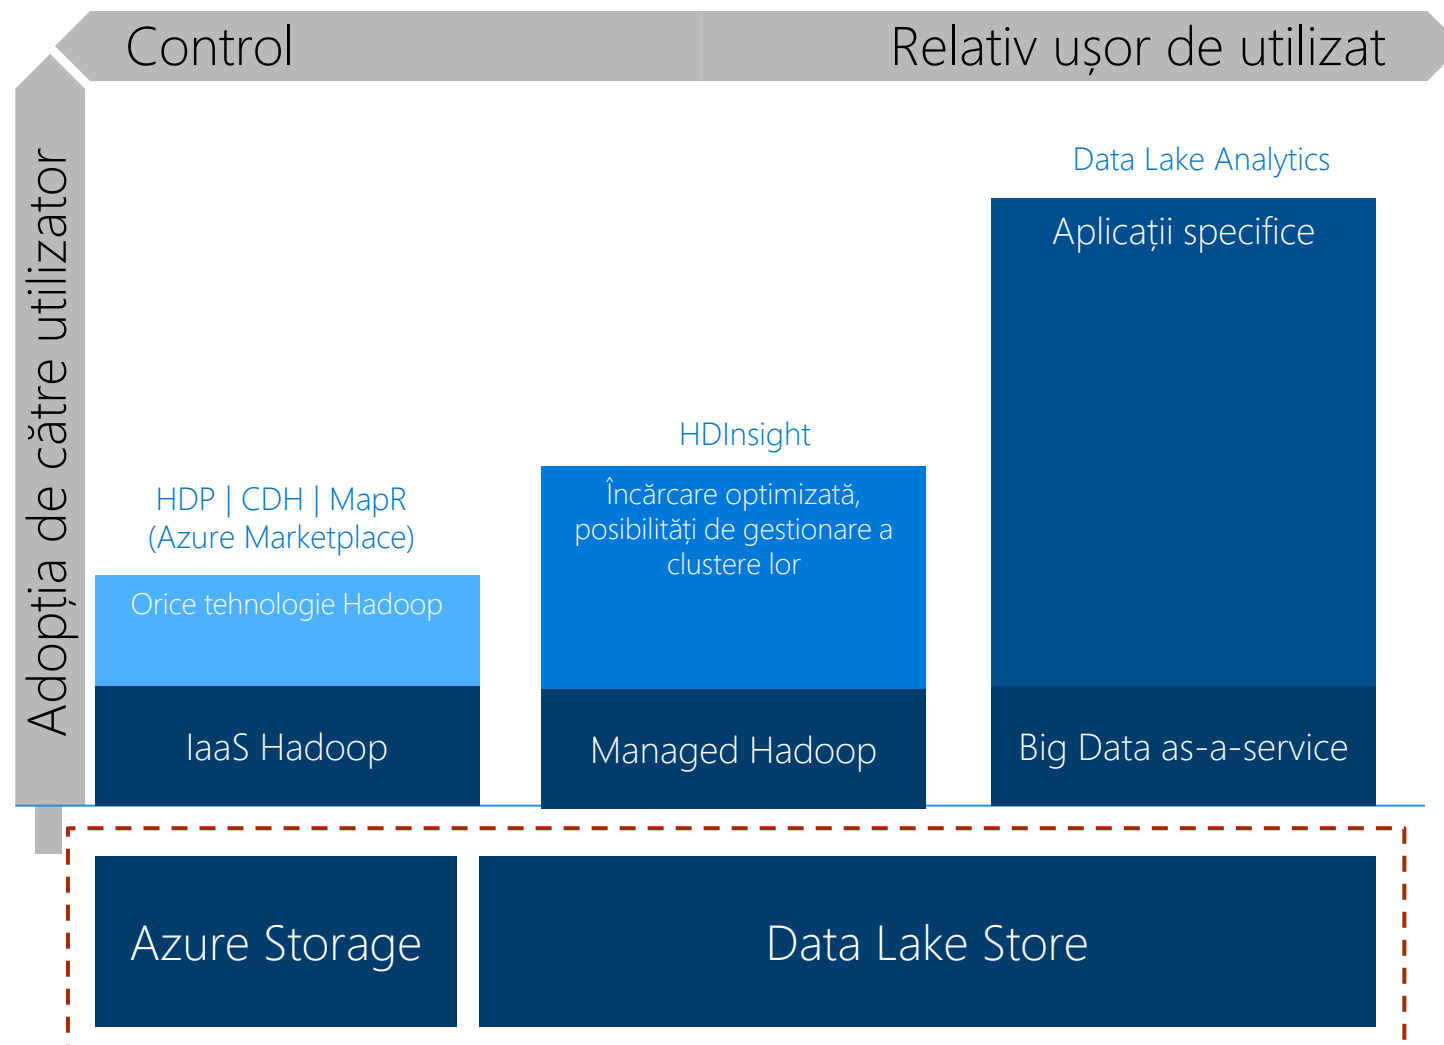 Control
Relativ ușor de utilizat
Adopția de către utilizator
Data Lake Analytics
Aplicații specifice
HDInsight
Încărcare optimizată,
posibilități de gestionare a
clustere lor
HDP | CDH | MapR
(Azure Marketplace)
Orice tehnologie Hadoop
IaaS Hadoop
Managed Hadoop
Big Data as-a-service
Azure Storage
Data Lake Store